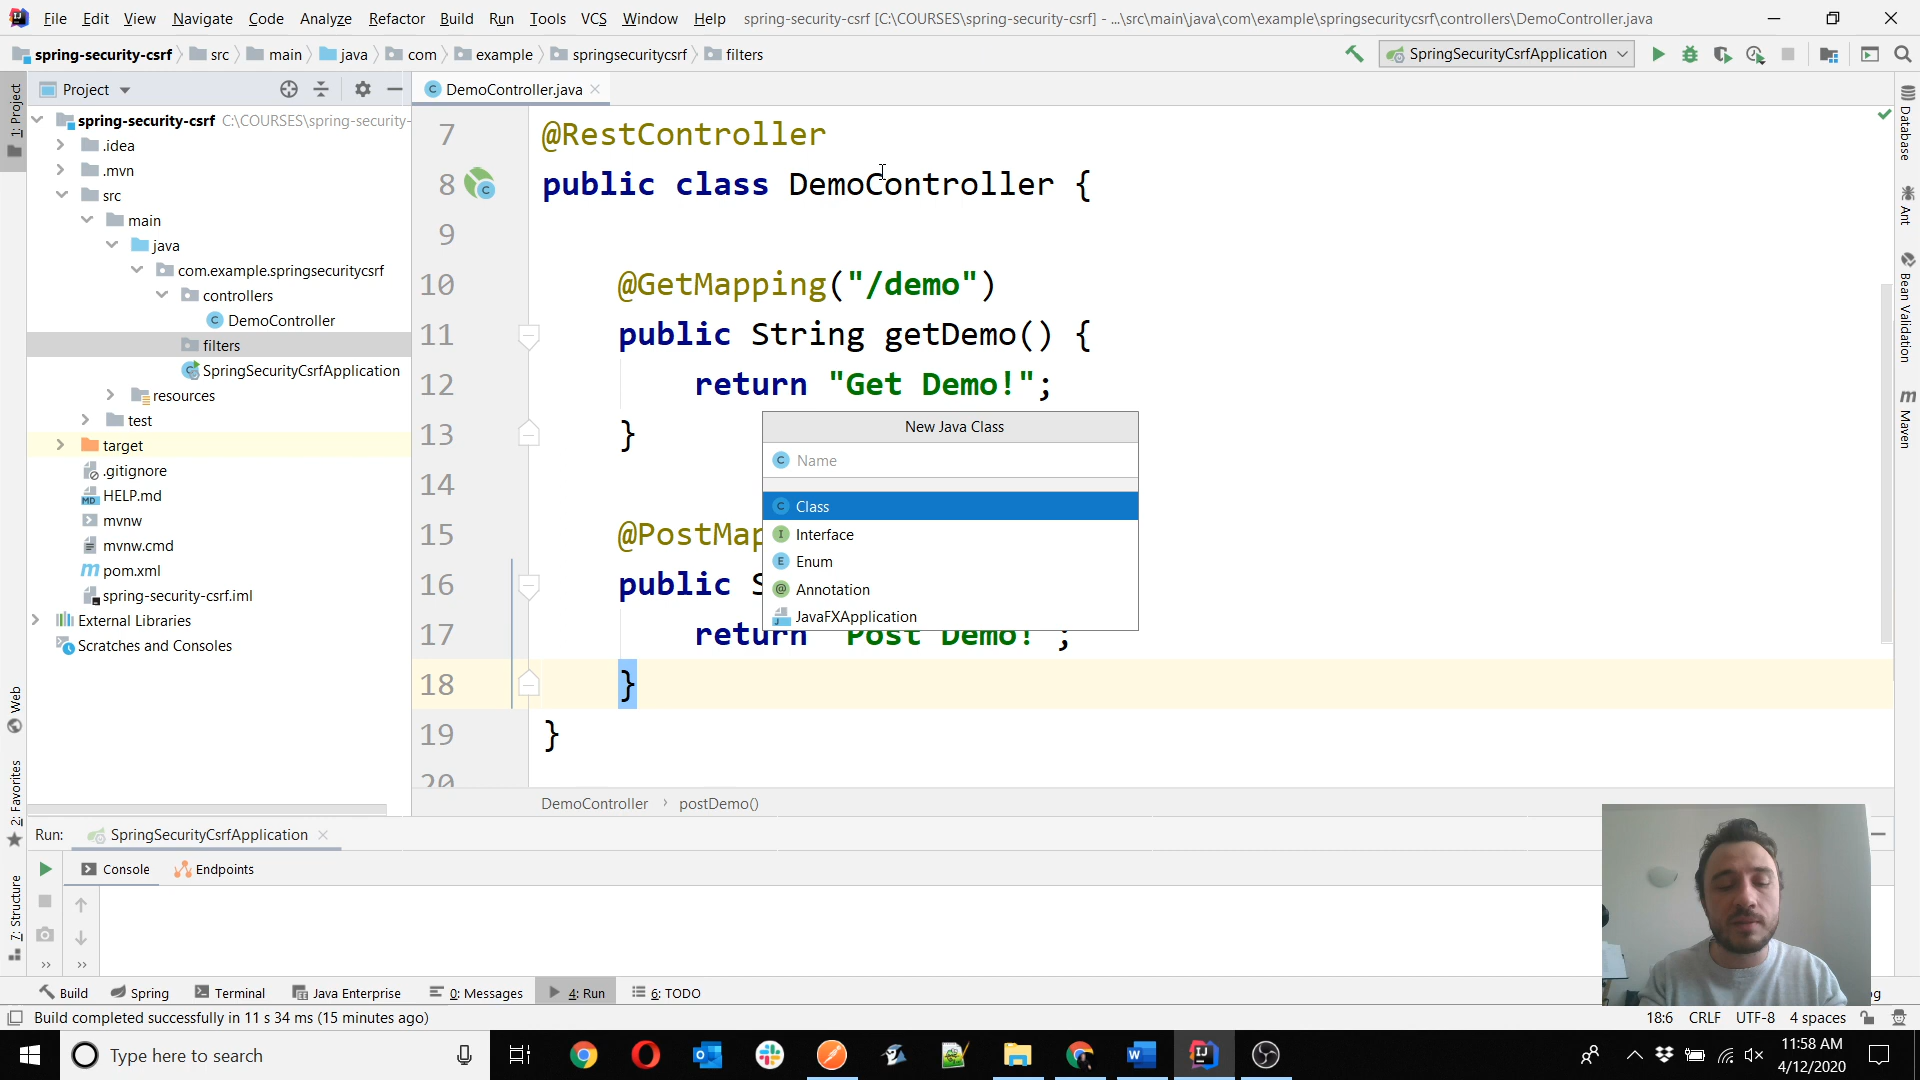 File Edit View Navigate Code Analyze Refactor Build Run Tools VCS Window Help spring-security-csrf [C:\COURSES\spring-security-csrf] - ...\src\main\java\com\example\springsecuritycsrf\controllers\DemoController.java
spring-security-csrf src main java com example springsecuritycsrf filters SpringSecurityCsrfApplication
Project DemoController.java
1: Project
spring-security-csrf C:\COURSES\spring-security-
.idea
.mvn
src
main
java
com.example.springsecuritycsrf
controllers
DemoController
filters
SpringSecurityCsrfApplication
resources
test
target
.gitignore
HELP.md
mvnw
mvnw.cmd
pom.xml
spring-security-csrf.iml
External Libraries
Scratches and Consoles
Web
2: Favorites
7: Structure
7 @RestController
8 public class DemoController {
9
10 @GetMapping("/demo")
11 public String getDemo() {
12 return "Get Demo!";
13 }
14
15 @PostMap
16 public S
17 return "Post Demo!";
18 }
19 }
20
New Java Class
Name
Class
Interface
Enum
Annotation
JavaFXApplication
Database
Ant
Bean Validation
Maven
DemoController › postDemo()
Run: SpringSecurityCsrfApplication
Console Endpoints
Build Spring Terminal Java Enterprise 0: Messages 4: Run 6: TODO
Build completed successfully in 11 s 34 ms (15 minutes ago) 18:6 CRLF UTF-8 4 spaces
Type here to search
11:58 AM
4/12/2020